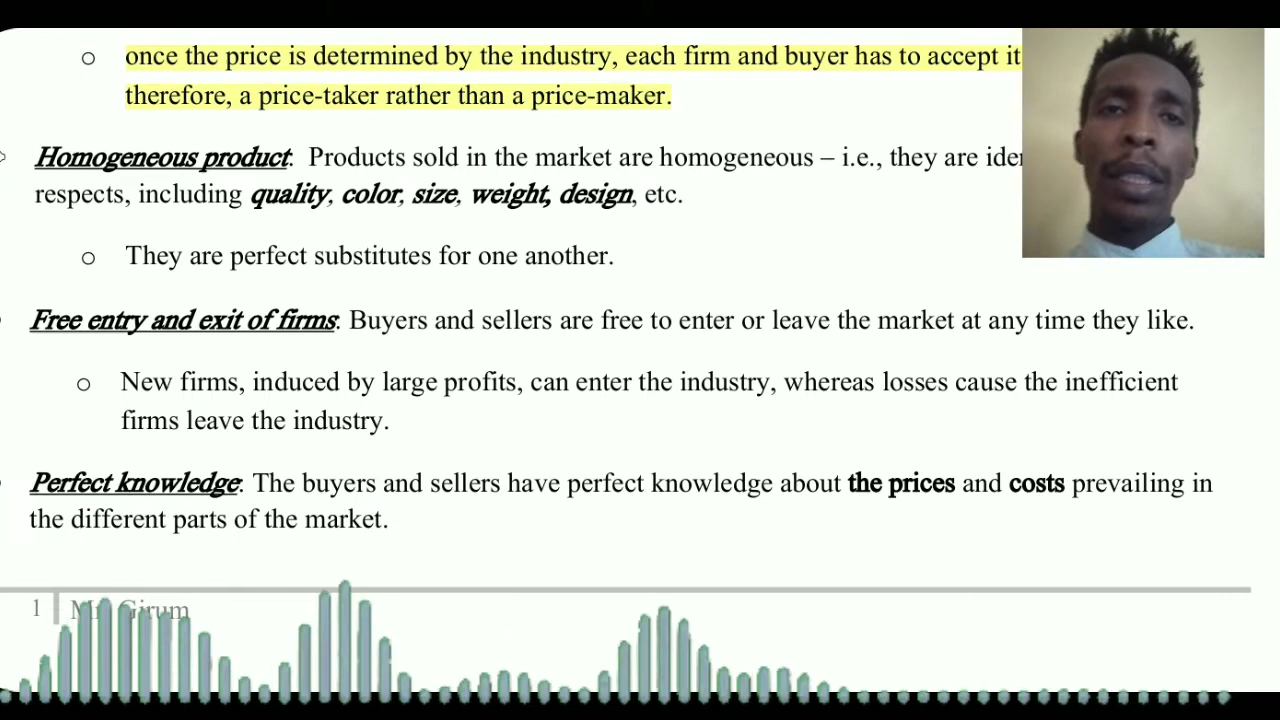 once the price is determined by the industry, each firm and buyer has to accept it
therefore, a price-taker rather than a price-maker.
Homogeneous product: Products sold in the market are homogeneous – i.e., they are
respects, including quality, color, size, weight, design, etc.
o They are perfect substitutes for one another.
Free entry and exit of firms: Buyers and sellers are free to enter or leave the market at any time they like.
o New firms, induced by large profits, can enter the industry, whereas losses cause the inefficient
firms leave the industry.
Perfect knowledge: The buyers and sellers have perfect knowledge about the prices and costs prevailing in
the different parts of the market.
1 Mr. Girum